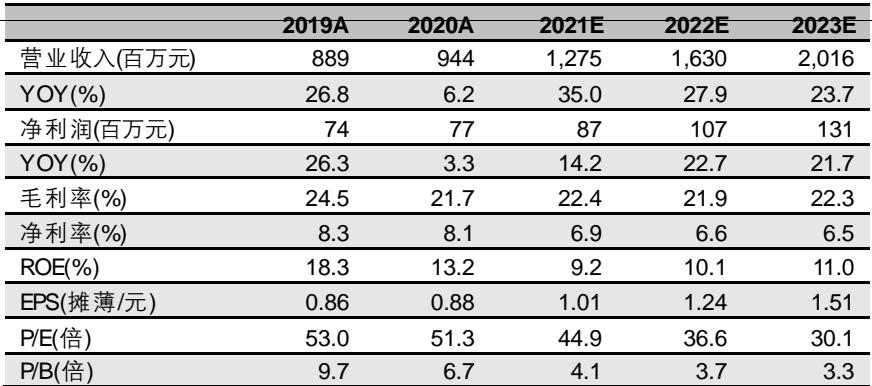 2019A 2020A 2021E 2022E 2023E
营业收入(百万元) 889 944 1,275 1,630 2,016
YOY(%) 26.8 6.2 35.0 27.9 23.7
净利润(百万元) 74 77 87 107 131
YOY(%) 26.3 3.3 14.2 22.7 21.7
毛利率(%) 24.5 21.7 22.4 21.9 22.3
净利率(%) 8.3 8.1 6.9 6.6 6.5
ROE(%) 18.3 13.2 9.2 10.1 11.0
EPS(摊薄/元) 0.86 0.88 1.01 1.24 1.51
P/E(倍) 53.0 51.3 44.9 36.6 30.1
P/B(倍) 9.7 6.7 4.1 3.7 3.3